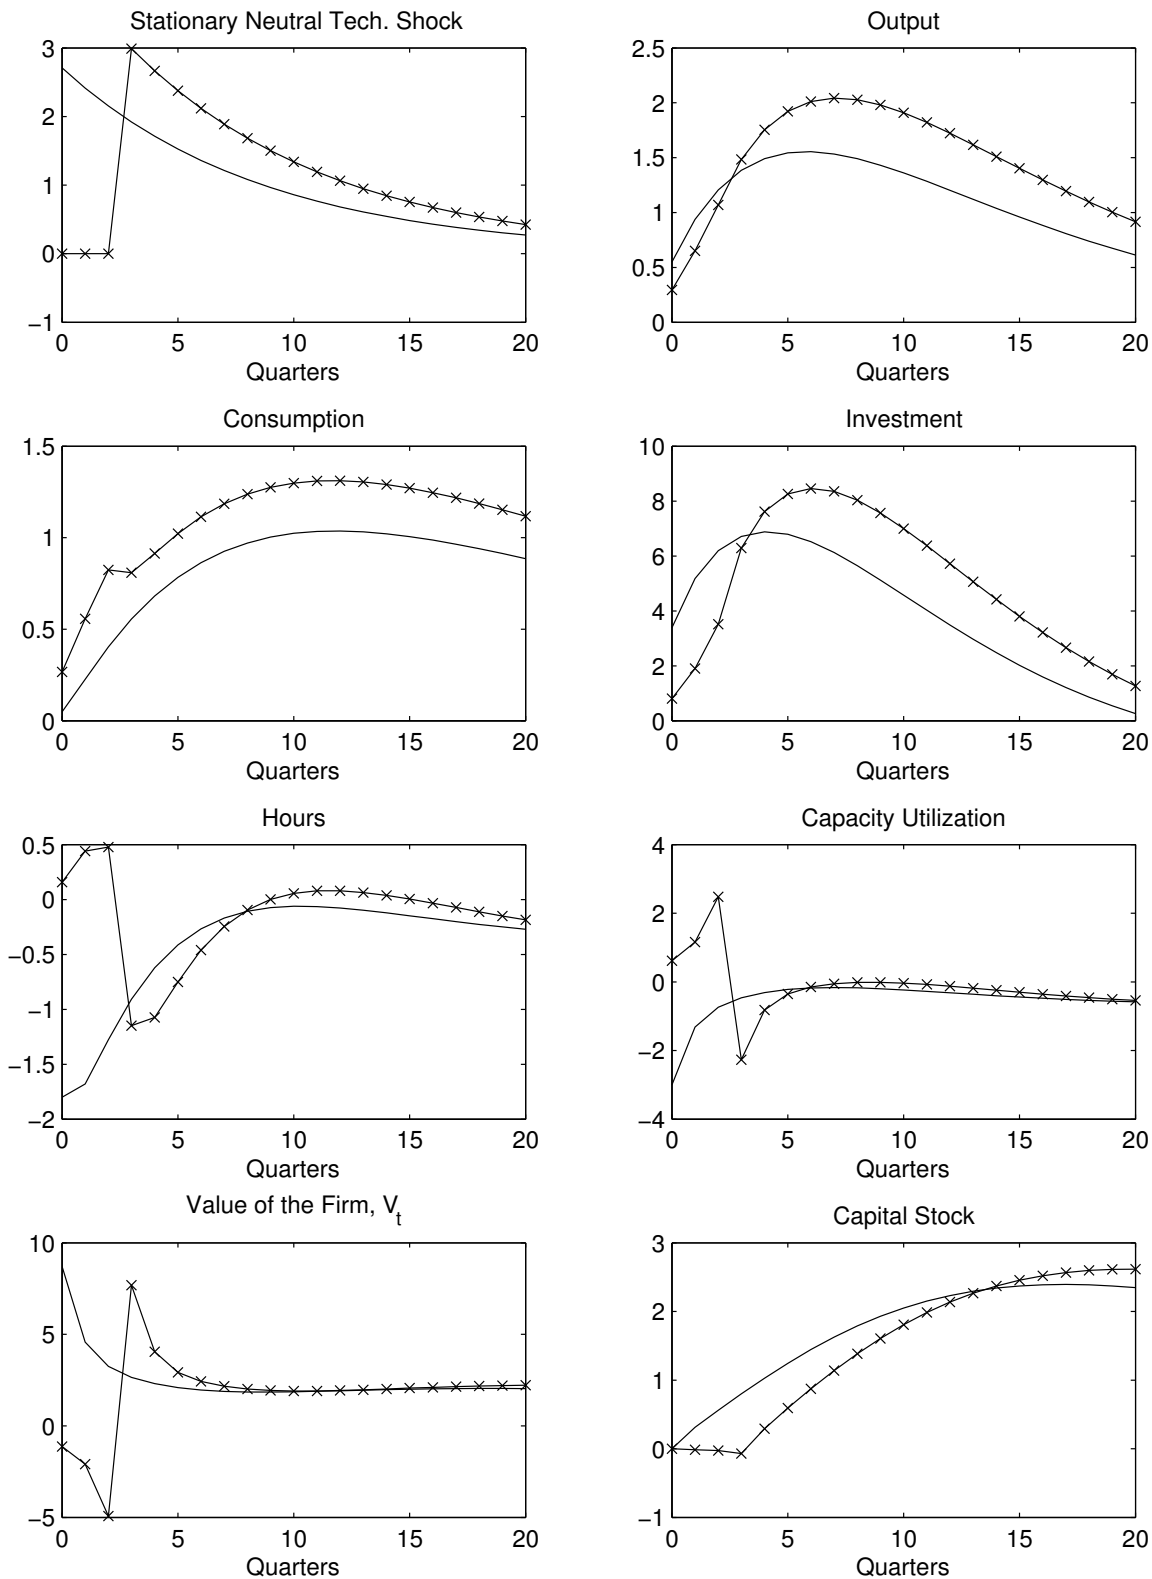 Stationary Neutral Tech. Shock
3
2
1
0
−1
0 5 10 15 20
Quarters
Output
2.5
2
1.5
1
0.5
0
0 5 10 15 20
Quarters
Consumption
1.5
1
0.5
0
0 5 10 15 20
Quarters
Investment
10
8
6
4
2
0
0 5 10 15 20
Quarters
Hours
0.5
0
−0.5
−1
−1.5
−2
0 5 10 15 20
Quarters
Capacity Utilization
4
2
0
−2
−4
0 5 10 15 20
Quarters
Value of the Firm, V_t
10
5
0
−5
0 5 10 15 20
Quarters
Capital Stock
3
2
1
0
−1
0 5 10 15 20
Quarters